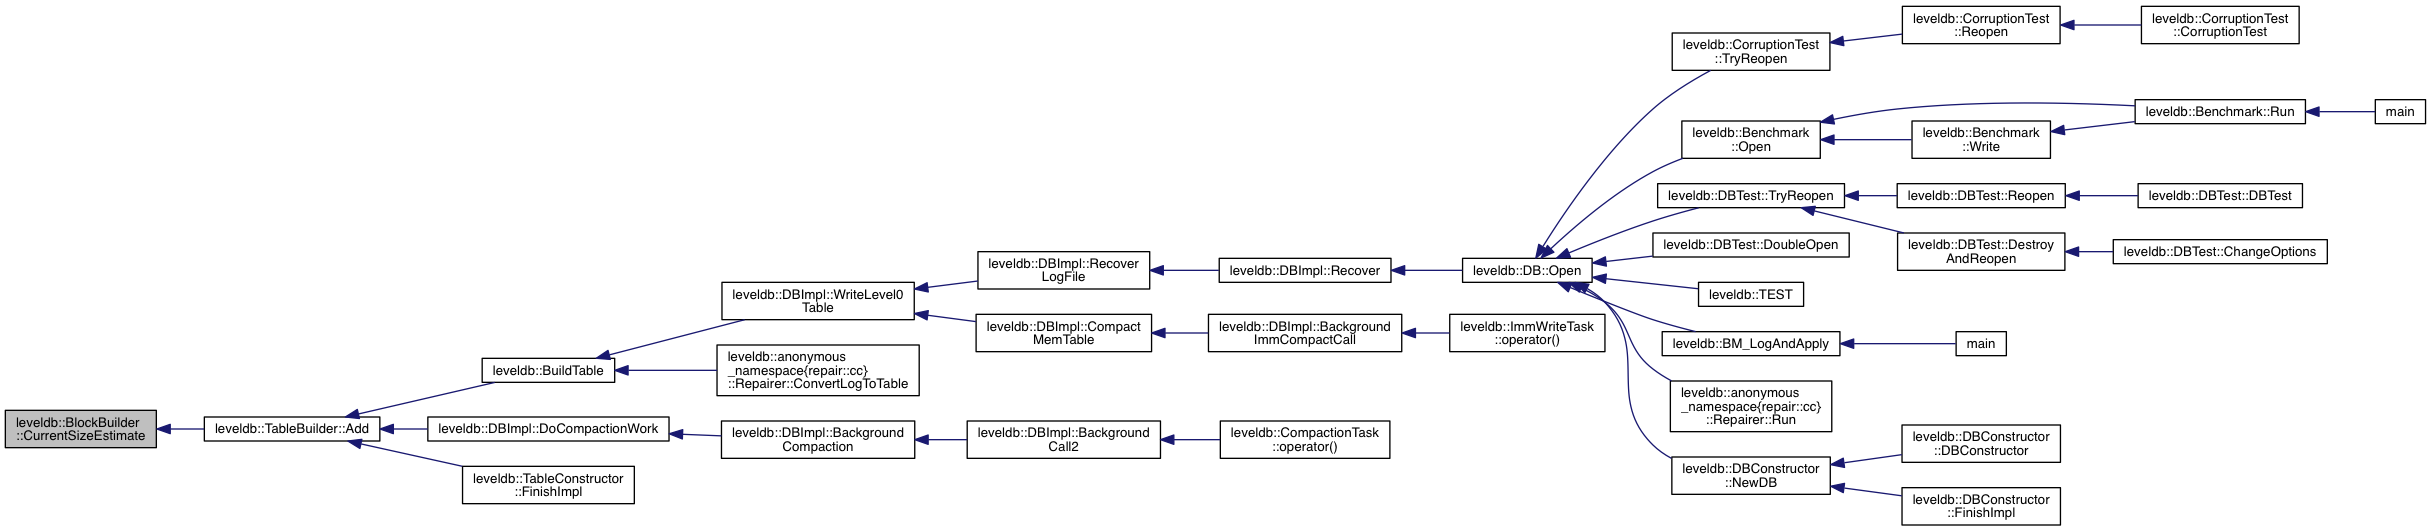 leveldb::BlockBuilder
::CurrentSizeEstimate
leveldb::TableBuilder::Add
leveldb::BuildTable
leveldb::DBImpl::WriteLevel0
Table
leveldb::DBImpl::Recover
LogFile
leveldb::DBImpl::Recover
leveldb::DB::Open
leveldb::CorruptionTest
::TryReopen
leveldb::CorruptionTest
::Reopen
leveldb::CorruptionTest
::CorruptionTest
leveldb::Benchmark
::Open
leveldb::Benchmark::Run
main
leveldb::Benchmark
::Write
leveldb::DBTest::TryReopen
leveldb::DBTest::Reopen
leveldb::DBTest::DBTest
leveldb::DBTest::Destroy
AndReopen
leveldb::DBTest::ChangeOptions
leveldb::DBTest::DoubleOpen
leveldb::TEST
leveldb::BM_LogAndApply
main
leveldb::anonymous
_namespace{repair::cc}
::Repairer::Run
leveldb::DBConstructor
::NewDB
leveldb::DBConstructor
::DBConstructor
leveldb::DBConstructor
::FinishImpl
leveldb::DBImpl::Compact
MemTable
leveldb::DBImpl::Background
ImmCompactCall
leveldb::ImmWriteTask
::operator()
leveldb::anonymous
_namespace{repair::cc}
::Repairer::ConvertLogToTable
leveldb::DBImpl::DoCompactionWork
leveldb::DBImpl::Background
Compaction
leveldb::DBImpl::Background
Call2
leveldb::CompactionTask
::operator()
leveldb::TableConstructor
::FinishImpl